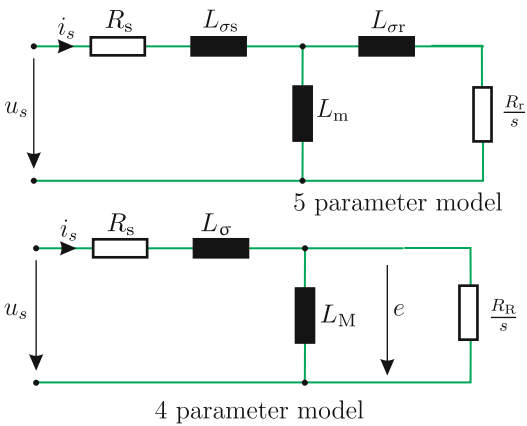 i_s R_s L_σs L_σr
u_s L_m R_r/s
5 parameter model
i_s R_s L_σ
u_s L_M e R_R/s
4 parameter model